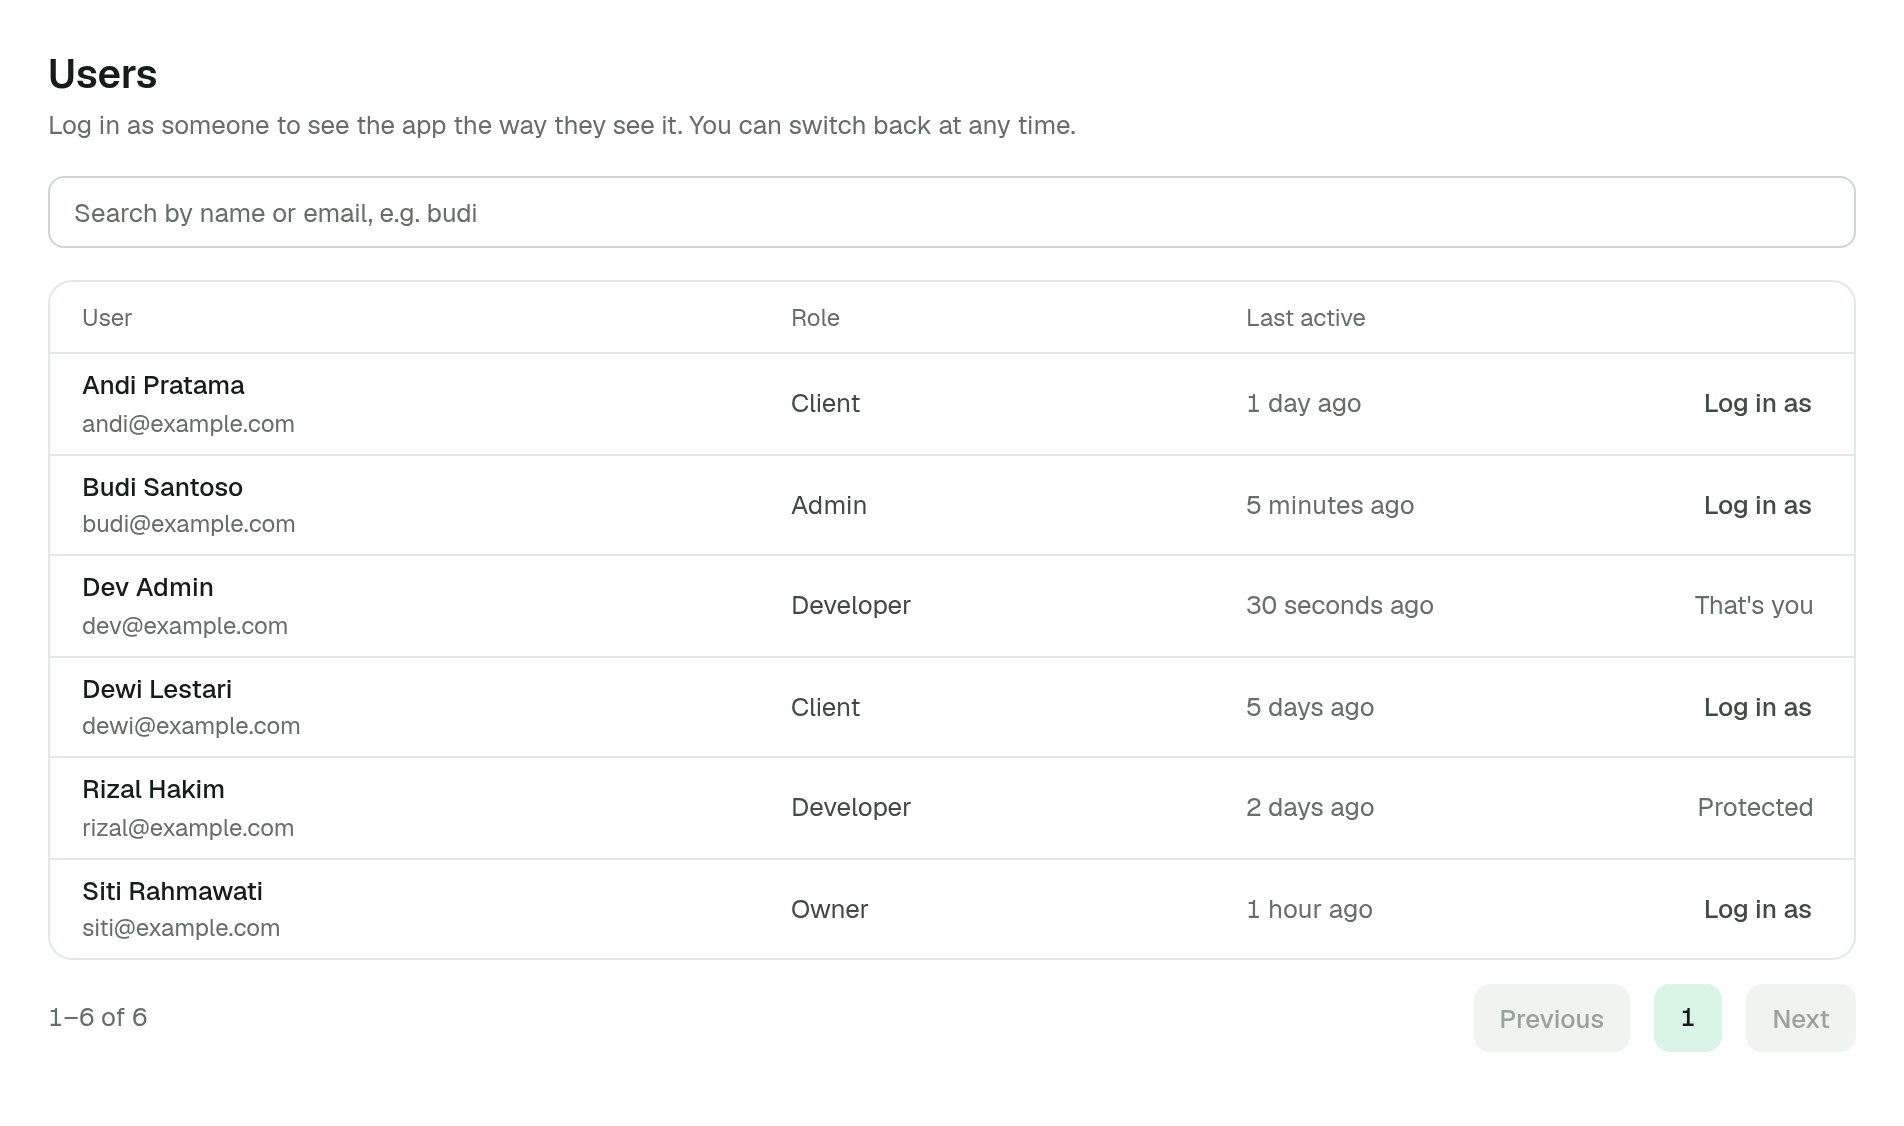 Users
Log in as someone to see the app the way they see it. You can switch back at any time.
Search by name or email, e.g. budi
User Role Last active
Andi Pratama
andi@example.com
Client 1 day ago Log in as
Budi Santoso
budi@example.com
Admin 5 minutes ago Log in as
Dev Admin
dev@example.com
Developer 30 seconds ago That's you
Dewi Lestari
dewi@example.com
Client 5 days ago Log in as
Rizal Hakim
rizal@example.com
Developer 2 days ago Protected
Siti Rahmawati
siti@example.com
Owner 1 hour ago Log in as
1–6 of 6 Previous 1 Next